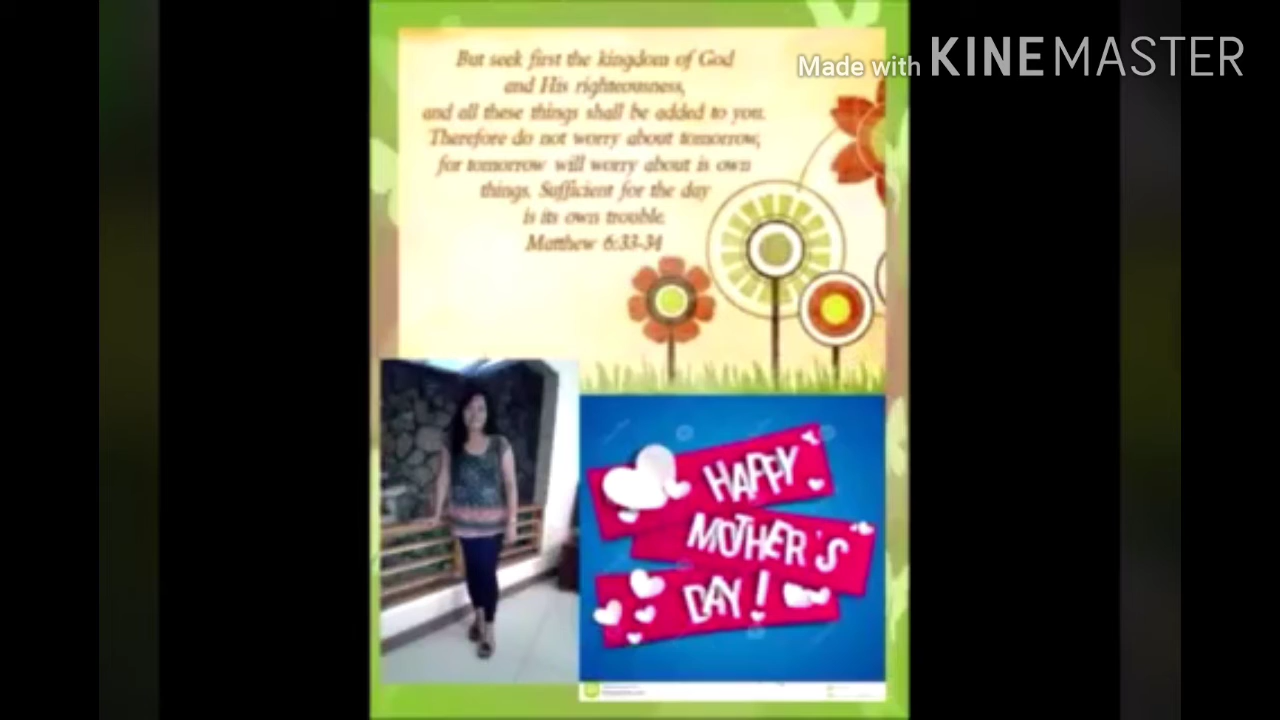 But seek first the kingdom of God
and His righteousness,
and all these things shall be added to you.
Therefore do not worry about tomorrow,
for tomorrow will worry about is own
things. Sufficient for the day
is its own trouble.
Matthew 6:33-34
Made with KINEMASTER
HAPPY
MOTHER'S
DAY!